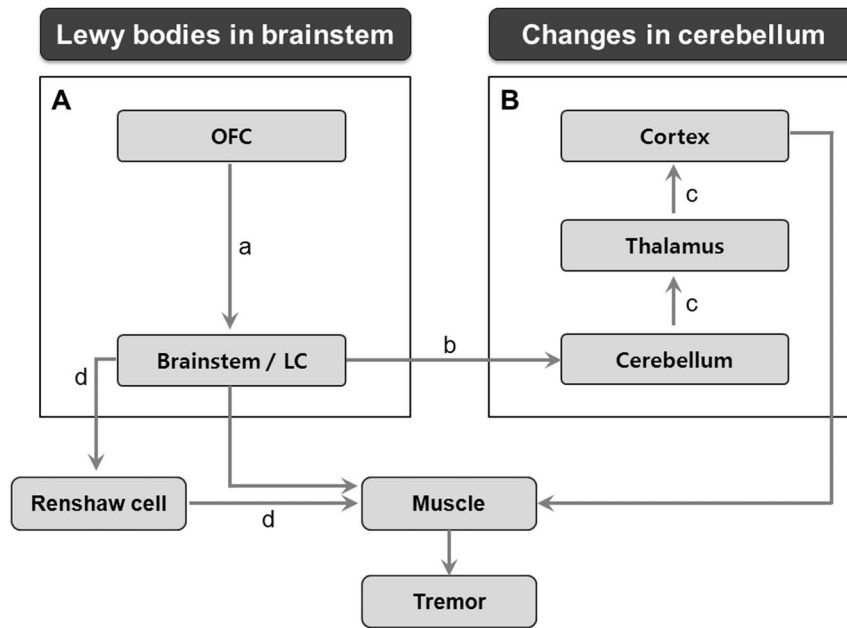 Lewy bodies in brainstem
Changes in cerebellum
A
OFC
a
Brainstem / LC
d
b
B
Cortex
c
Thalamus
c
Cerebellum
Renshaw cell
d
Muscle
Tremor